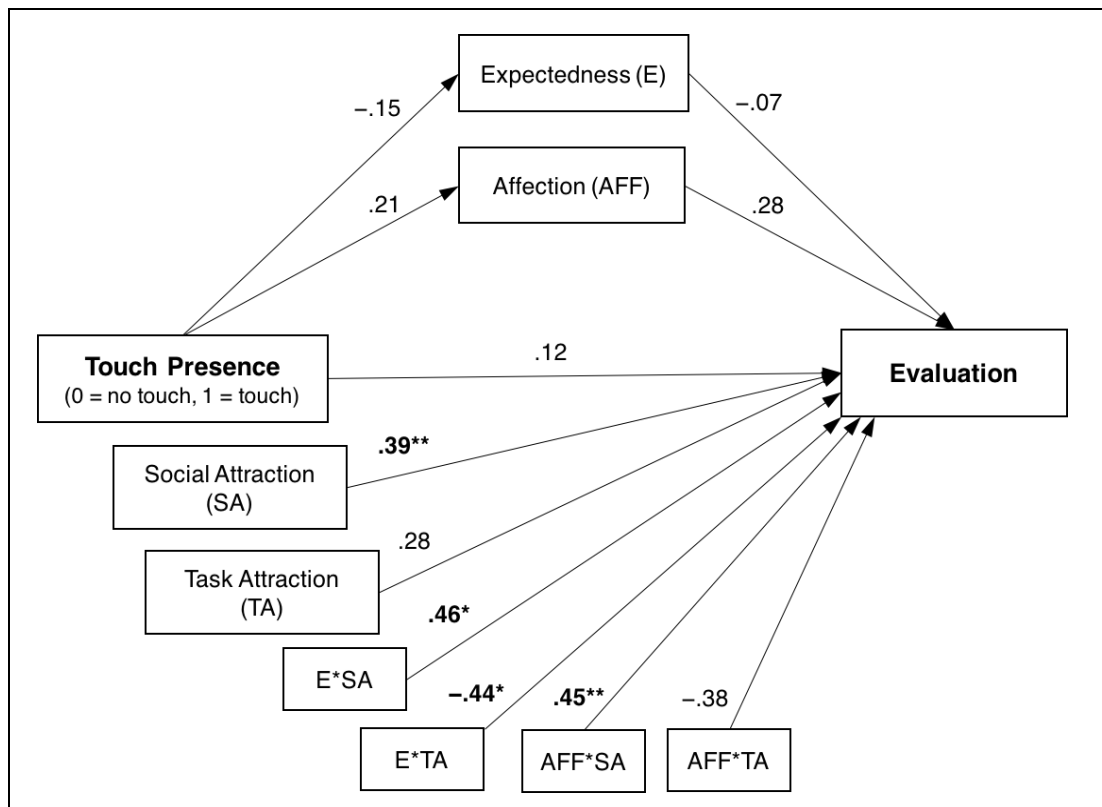 Expectedness (E)
−.15
−.07
Affection (AFF)
.21
.28
Touch Presence
(0 = no touch, 1 = touch)
.12
Evaluation
.39**
Social Attraction
(SA)
.28
Task Attraction
(TA)
.46*
E*SA
−.44*
.45**
−.38
E*TA
AFF*SA
AFF*TA